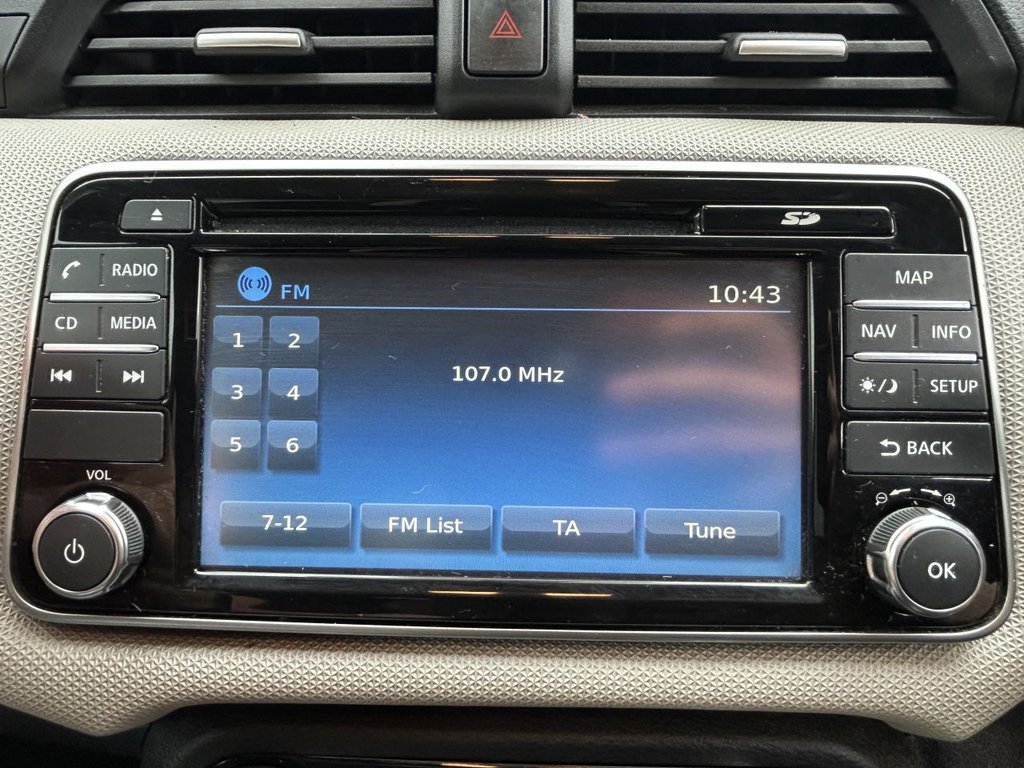 SD
RADIO
CD MEDIA
VOL
FM 10:43
1 2
107.0 MHz
3 4
5 6
7-12 FM List TA Tune
MAP
NAV INFO
SETUP
BACK
OK